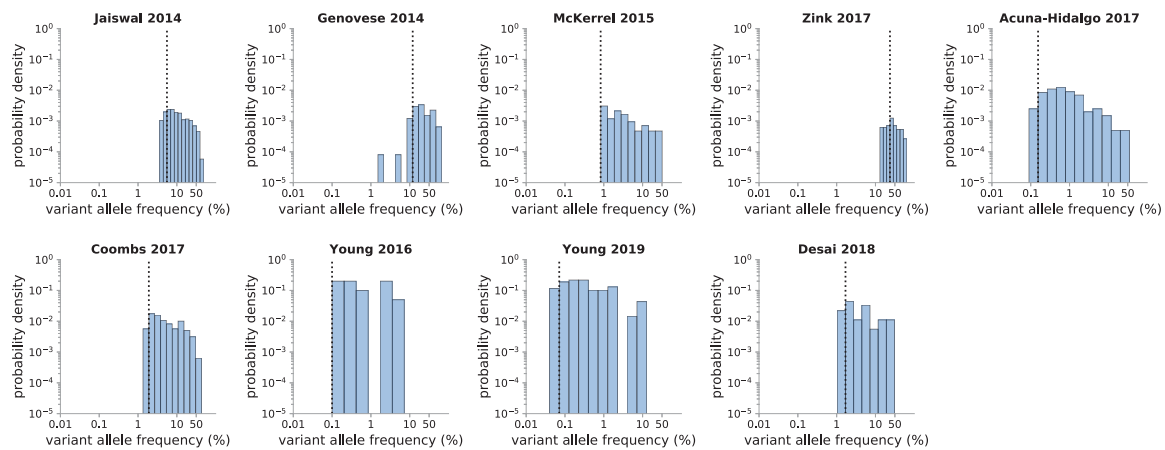 Jaiswal 2014
probability density
10⁰
10⁻¹
10⁻²
10⁻³
10⁻⁴
10⁻⁵
0.01 0.1 1 10 50
variant allele frequency (%)
Genovese 2014
probability density
10⁰
10⁻¹
10⁻²
10⁻³
10⁻⁴
10⁻⁵
0.01 0.1 1 10 50
variant allele frequency (%)
McKerrel 2015
probability density
10⁰
10⁻¹
10⁻²
10⁻³
10⁻⁴
10⁻⁵
0.01 0.1 1 10 50
variant allele frequency (%)
Zink 2017
probability density
10⁰
10⁻¹
10⁻²
10⁻³
10⁻⁴
10⁻⁵
0.01 0.1 1 10 50
variant allele frequency (%)
Acuna-Hidalgo 2017
probability density
10⁰
10⁻¹
10⁻²
10⁻³
10⁻⁴
10⁻⁵
0.01 0.1 1 10 50
variant allele frequency (%)
Coombs 2017
probability density
10⁰
10⁻¹
10⁻²
10⁻³
10⁻⁴
10⁻⁵
0.01 0.1 1 10 50
variant allele frequency (%)
Young 2016
probability density
10⁰
10⁻¹
10⁻²
10⁻³
10⁻⁴
10⁻⁵
0.01 0.1 1 10 50
variant allele frequency (%)
Young 2019
probability density
10⁰
10⁻¹
10⁻²
10⁻³
10⁻⁴
10⁻⁵
0.01 0.1 1 10 50
variant allele frequency (%)
Desai 2018
probability density
10⁰
10⁻¹
10⁻²
10⁻³
10⁻⁴
10⁻⁵
0.01 0.1 1 10 50
variant allele frequency (%)